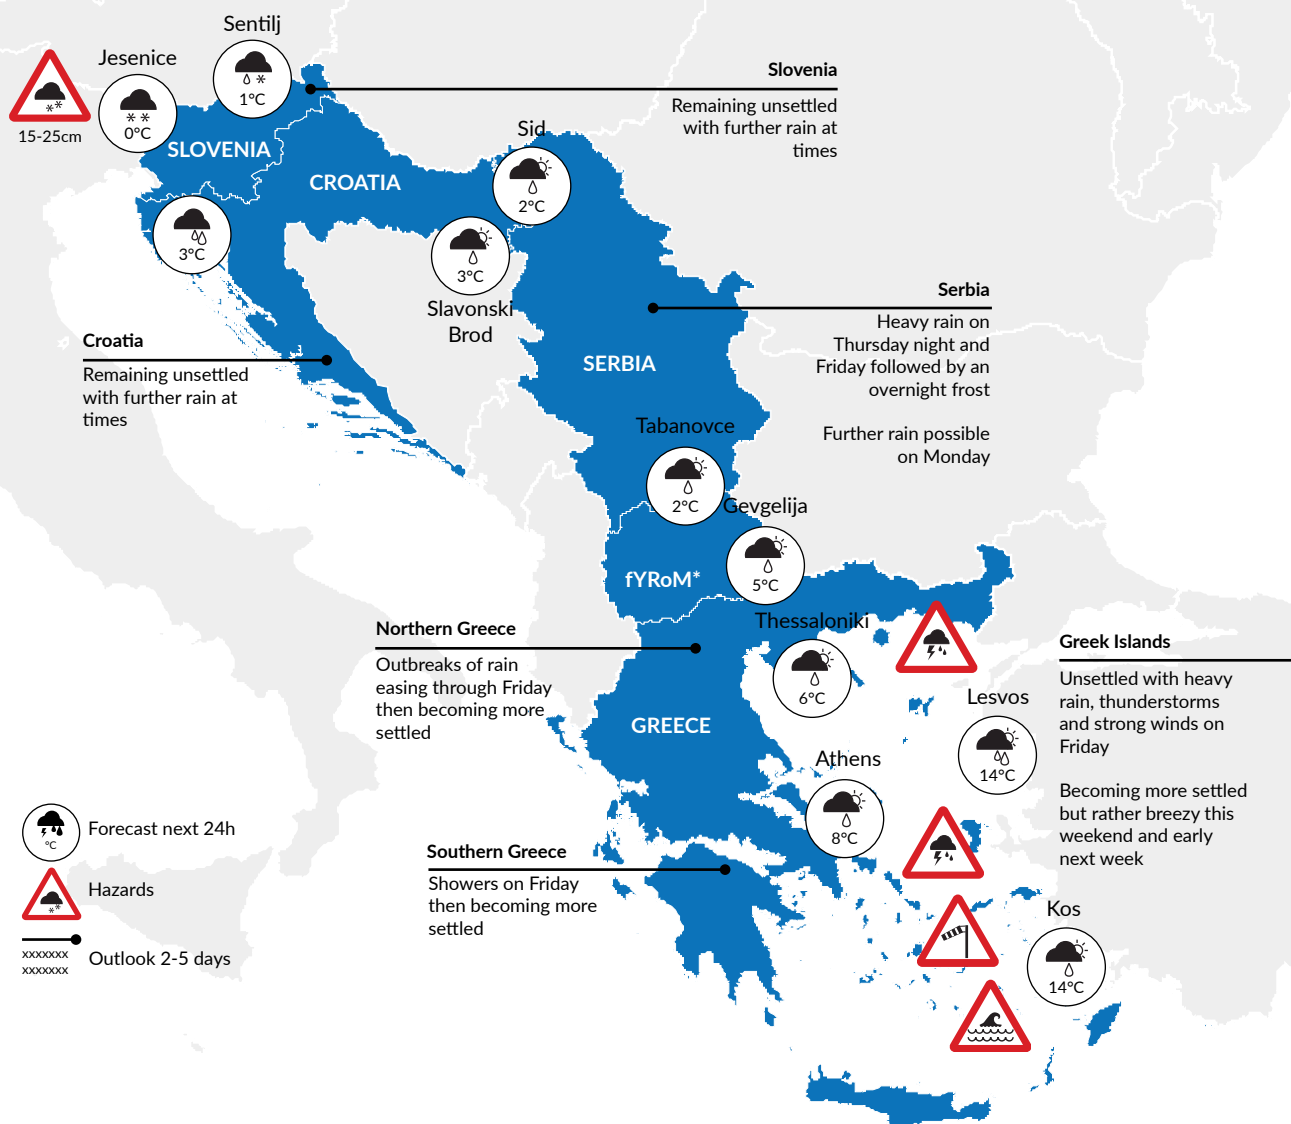 Sentilj
Jesenice
1°C
0°C
15-25cm
SLOVENIA
Slovenia
Remaining unsettled
with further rain at
times
Sid
2°C
CROATIA
3°C
3°C
Slavonski
Brod
Croatia
Remaining unsettled
with further rain at
times
Serbia
Heavy rain on
Thursday night and
Friday followed by an
overnight frost
Further rain possible
on Monday
SERBIA
Tabanovce
2°C
Gevgelija
5°C
fYRoM*
Northern Greece
Outbreaks of rain
easing through Friday
then becoming more
settled
Thessaloniki
6°C
GREECE
Greek Islands
Unsettled with heavy
rain, thunderstorms
and strong winds on
Friday
Becoming more settled
but rather breezy this
weekend and early
next week
Lesvos
14°C
Athens
8°C
Southern Greece
Showers on Friday
then becoming more
settled
Kos
14°C
°C
Forecast next 24h
Hazards
xxxxxxx
xxxxxxx
Outlook 2-5 days